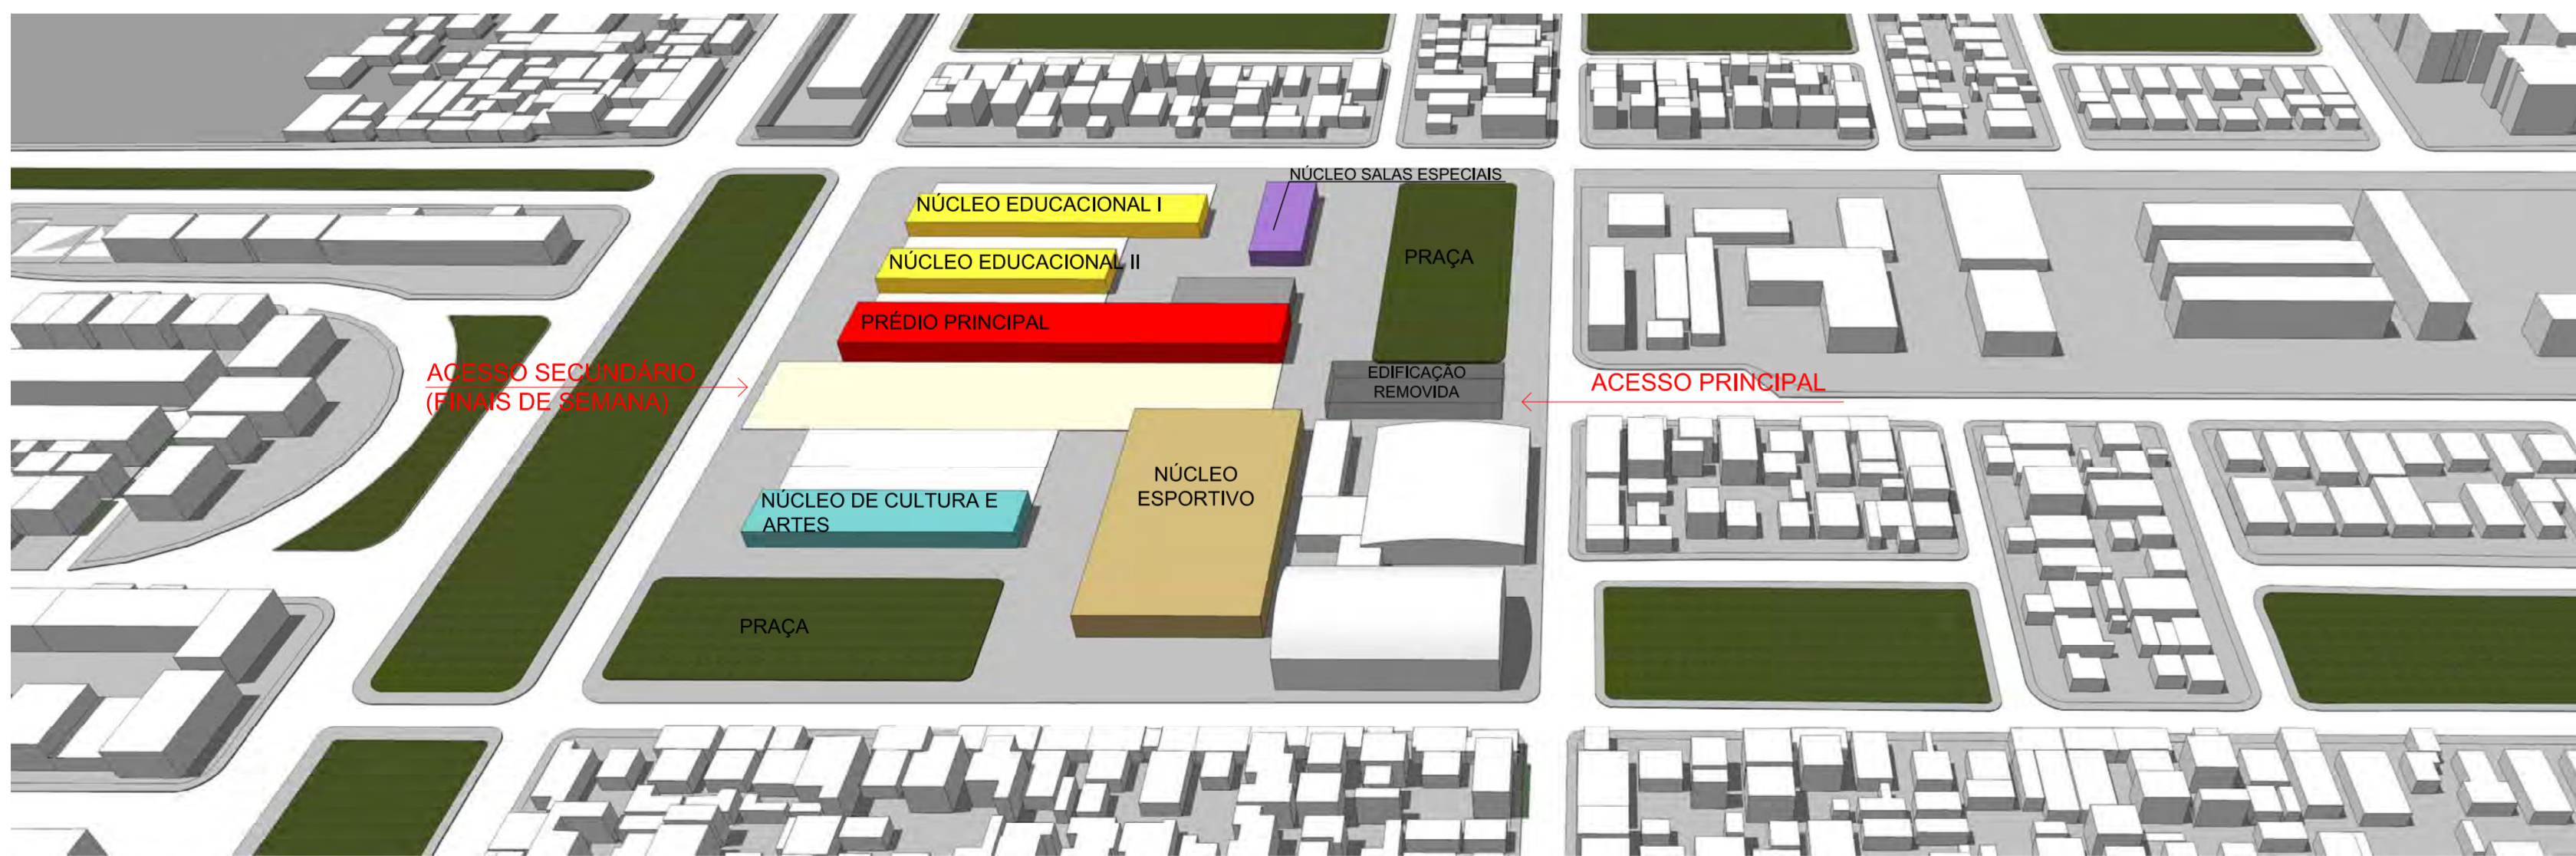 NÚCLEO SALAS ESPECIAIS
NÚCLEO EDUCACIONAL I
NÚCLEO EDUCACIONAL II
PRAÇA
PRÉDIO PRINCIPAL
ACESSO SECUNDÁRIO
(FINAIS DE SEMANA)
EDIFICAÇÃO
REMOVIDA
ACESSO PRINCIPAL
NÚCLEO
ESPORTIVO
NÚCLEO DE CULTURA E
ARTES
PRAÇA